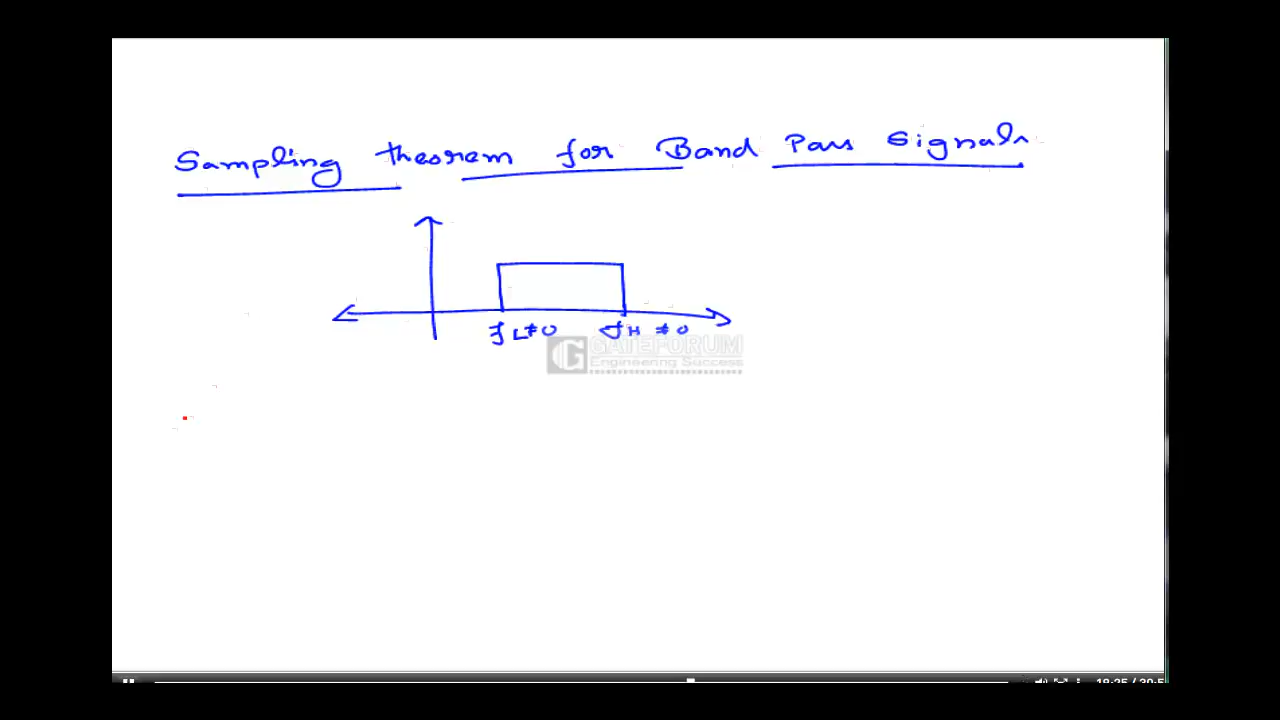 Sampling theorem for Band Pass Signals
fL≠0 fH≠0
GATEFORUM
Engineering Success